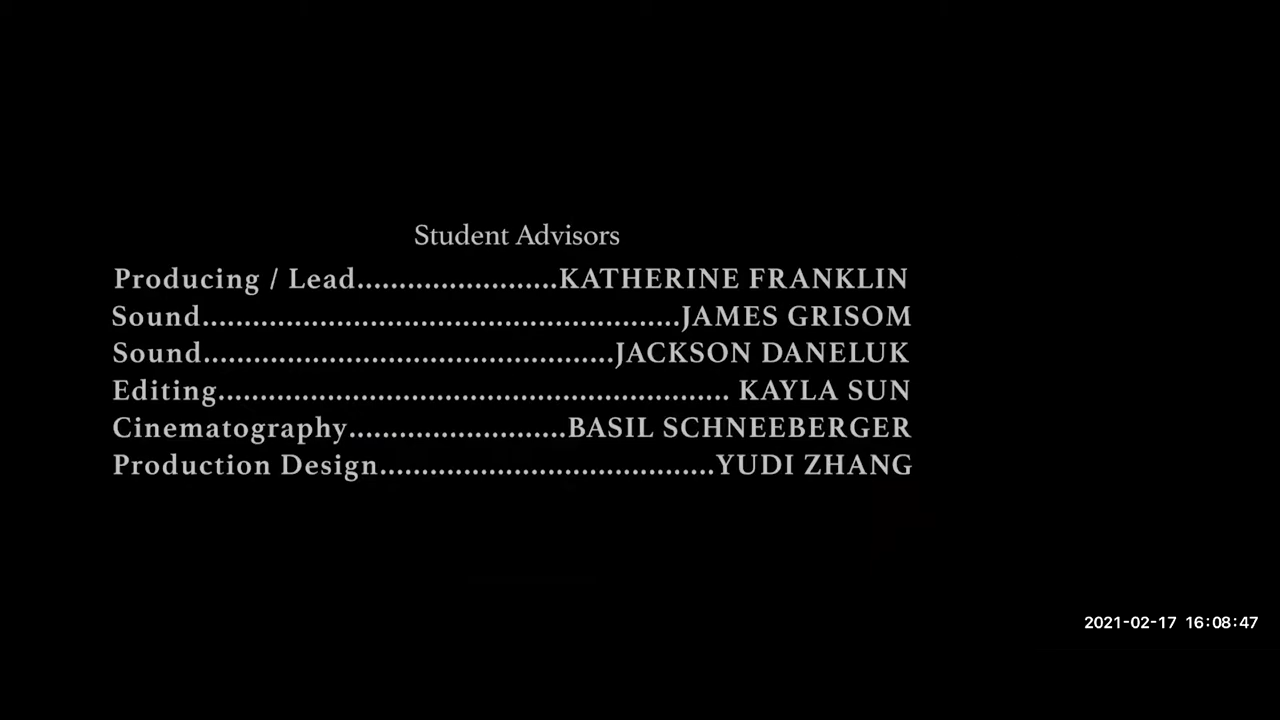 Student Advisors
Producing / Lead........................KATHERINE FRANKLIN
Sound.........................................................JAMES GRISOM
Sound.................................................JACKSON DANELUK
Editing.............................................................. KAYLA SUN
Cinematography..........................BASIL SCHNEEBERGER
Production Design........................................YUDI ZHANG
2021-02-17 16:08:47